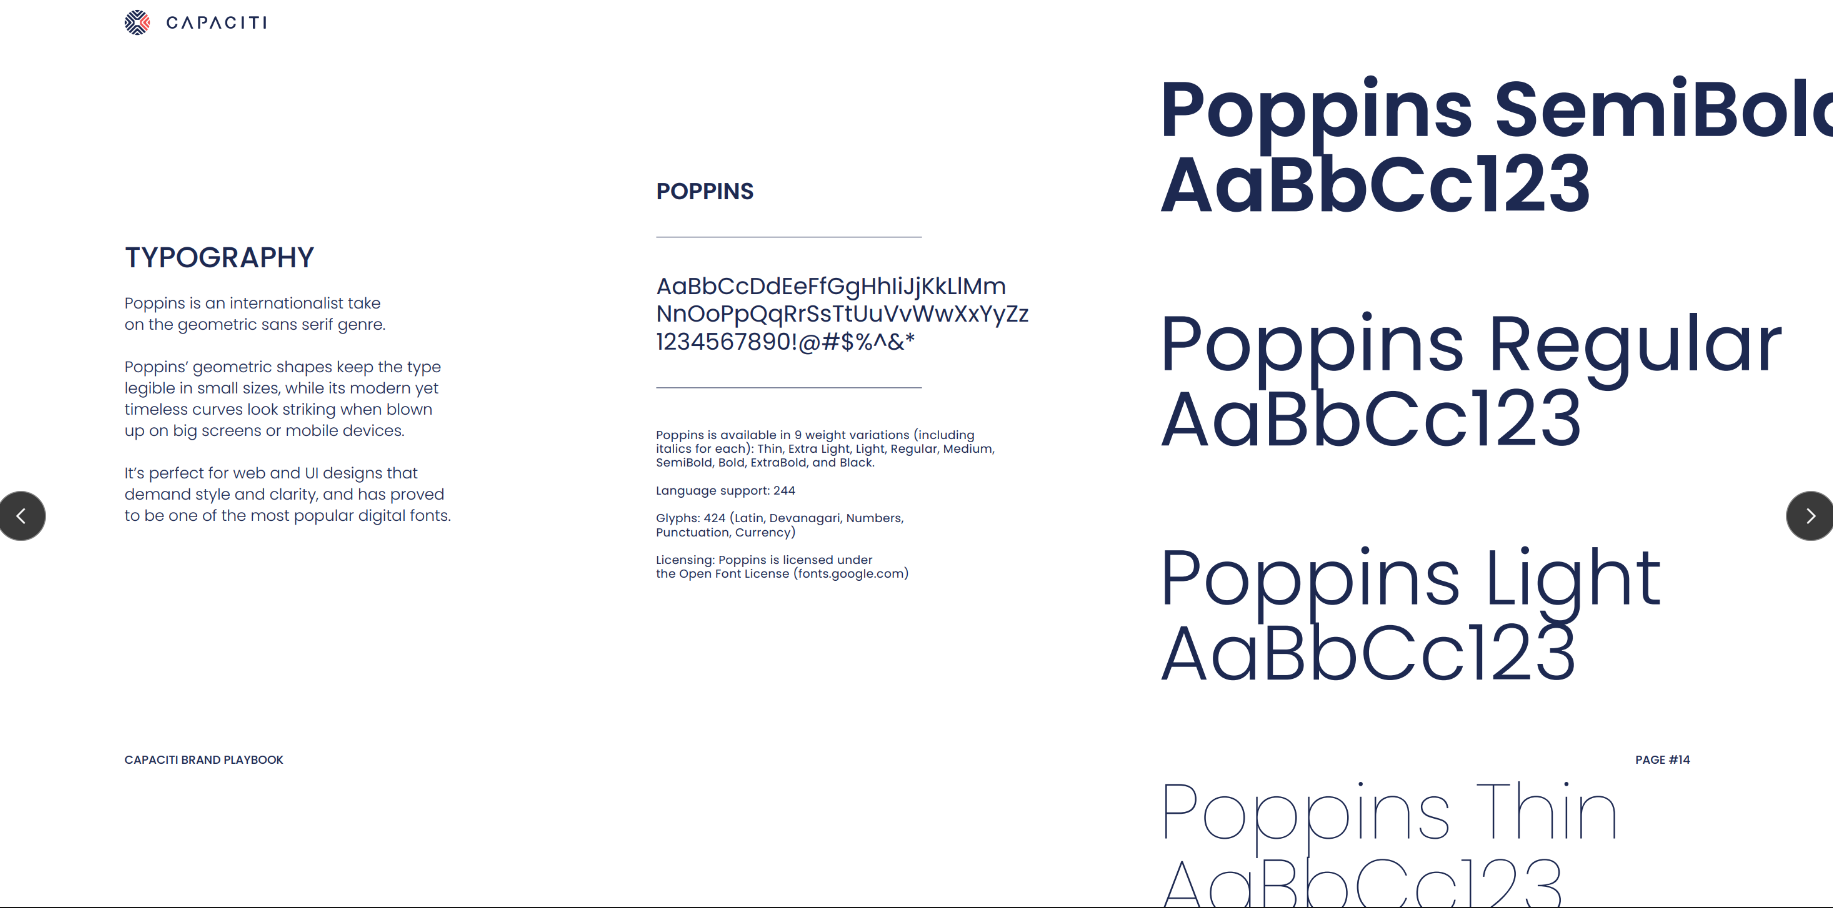 CAPACITI
TYPOGRAPHY
Poppins is an internationalist take
on the geometric sans serif genre.
Poppins’ geometric shapes keep the type
legible in small sizes, while its modern yet
timeless curves look striking when blown
up on big screens or mobile devices.
It’s perfect for web and UI designs that
demand style and clarity, and has proved
to be one of the most popular digital fonts.
POPPINS
AaBbCcDdEeFfGgHhIiJjKkLlMm
NnOoPpQqRrSsTtUuVvWwXxYyZz
1234567890!@#$%^&*
Poppins is available in 9 weight variations (including
italics for each): Thin, Extra Light, Light, Regular, Medium,
SemiBold, Bold, ExtraBold, and Black.
Language support: 244
Glyphs: 424 (Latin, Devanagari, Numbers,
Punctuation, Currency)
Licensing: Poppins is licensed under
the Open Font License (fonts.google.com)
Poppins SemiBold
AaBbCc123
Poppins Regular
AaBbCc123
Poppins Light
AaBbCc123
Poppins Thin
AaBbCc123
CAPACITI BRAND PLAYBOOK
PAGE #14